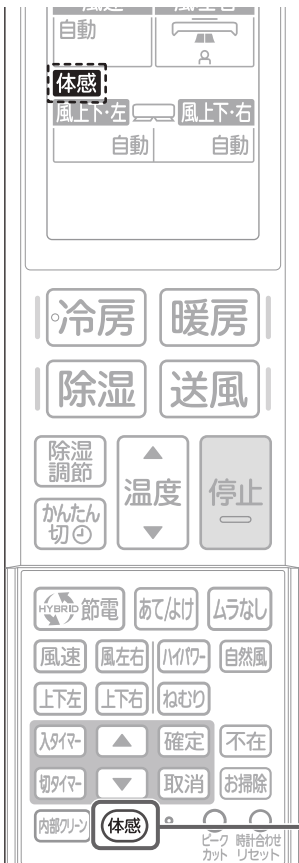 風速 風左右
自動
体感
風上下・左 風上下・右
自動 自動
冷房 暖房
除湿 送風
除湿
調節
温度 停止
かんたん
切
HYBRID 節電 あて/よけ ムラなし
風速 風左右 ハイパワー 自然風
上下左 上下右 ねむり
入タイマー ▲ 確定 不在
切タイマー ▼ 取消 お掃除
内部クリーン 体感
ピーク
カット
時計合わせ
リセット